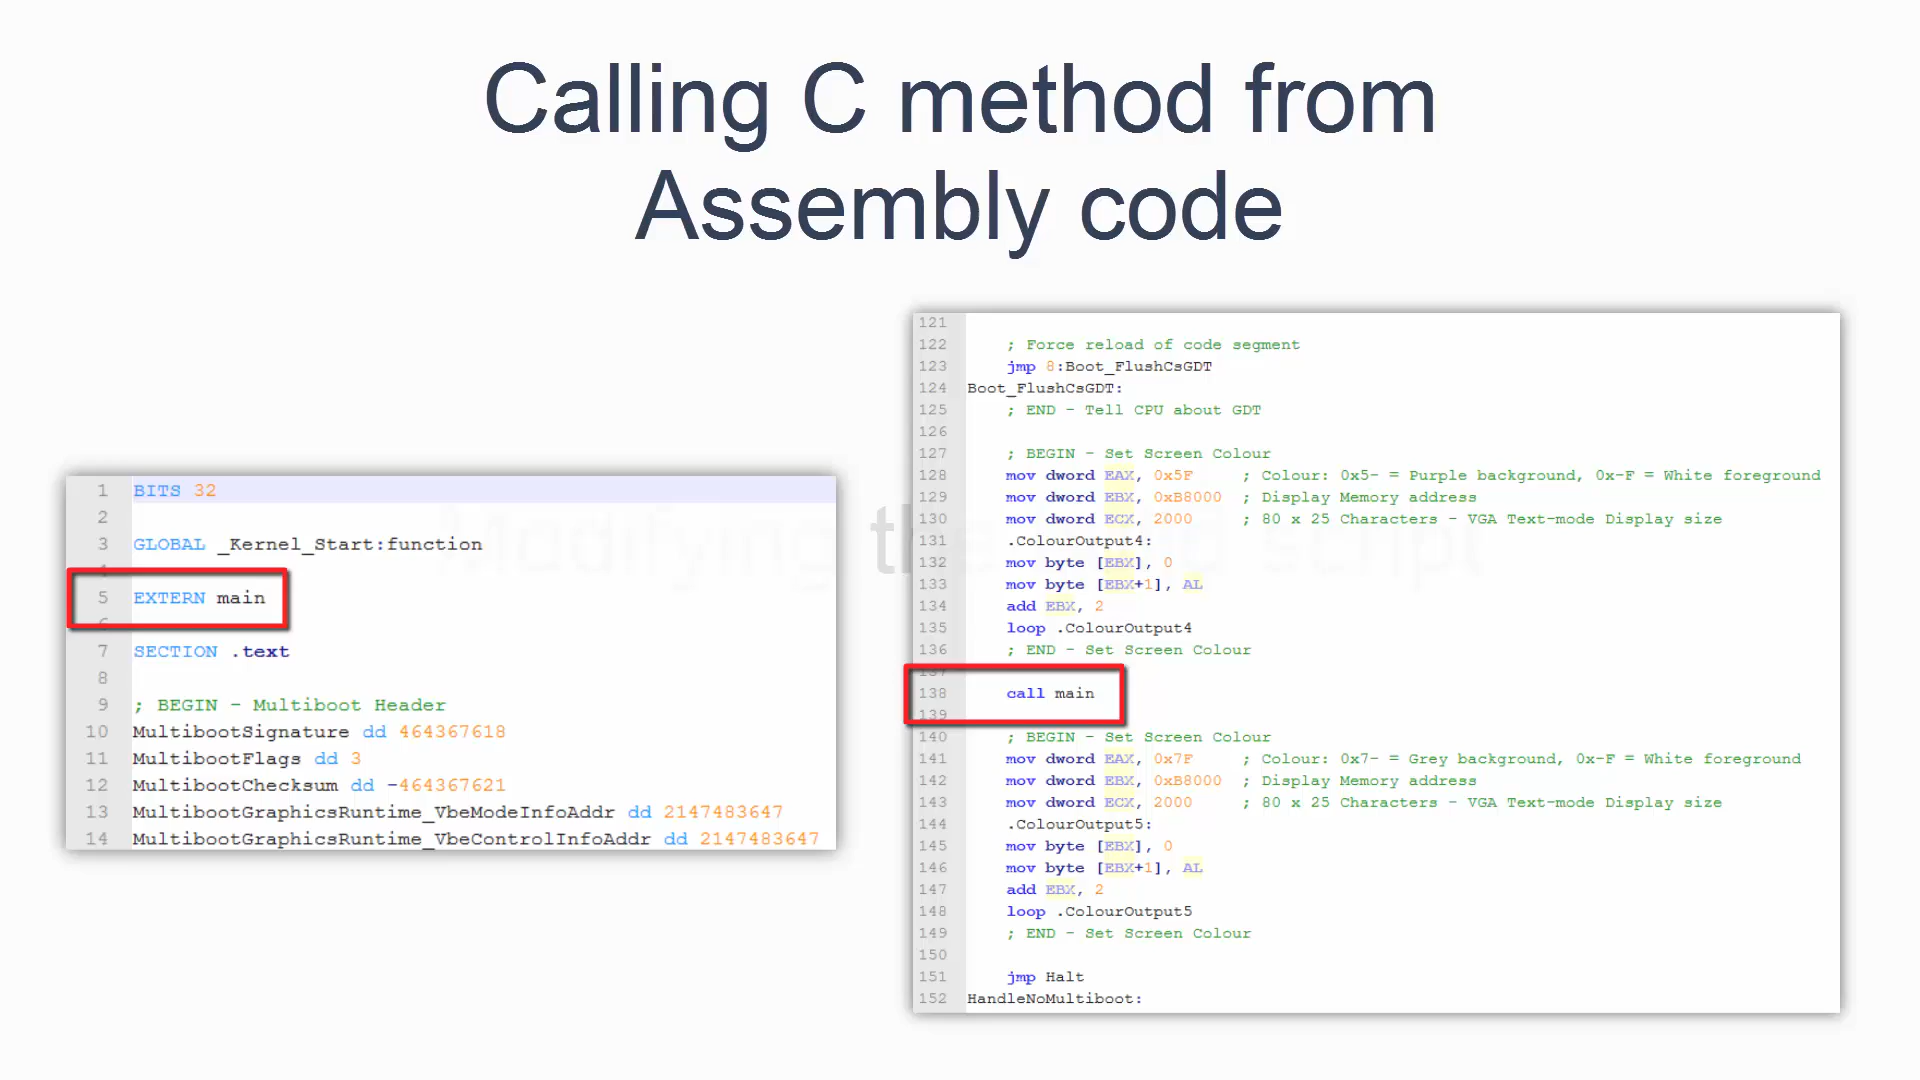 Calling C method from
Assembly code
1 BITS 32
2
3 GLOBAL _Kernel_Start:function
5 EXTERN main
7 SECTION .text
8
9 ; BEGIN - Multiboot Header
10 MultibootSignature dd 464367618
11 MultibootFlags dd 3
12 MultibootChecksum dd -464367621
13 MultibootGraphicsRuntime_VbeModeInfoAddr dd 2147483647
14 MultibootGraphicsRuntime_VbeControlInfoAddr dd 2147483647
121
122 ; Force reload of code segment
123 jmp 8:Boot_FlushCsGDT
124 Boot_FlushCsGDT:
125 ; END - Tell CPU about GDT
126
127 ; BEGIN - Set Screen Colour
128 mov dword EAX, 0x5F ; Colour: 0x5- = Purple background, 0x-F = White foreground
129 mov dword EBX, 0xB8000 ; Display Memory address
130 mov dword ECX, 2000 ; 80 x 25 Characters - VGA Text-mode Display size
131 .ColourOutput4:
132 mov byte [EBX], 0
133 mov byte [EBX+1], AL
134 add EBX, 2
135 loop .ColourOutput4
136 ; END - Set Screen Colour
137
138 call main
139
140 ; BEGIN - Set Screen Colour
141 mov dword EAX, 0x7F ; Colour: 0x7- = Grey background, 0x-F = White foreground
142 mov dword EBX, 0xB8000 ; Display Memory address
143 mov dword ECX, 2000 ; 80 x 25 Characters - VGA Text-mode Display size
144 .ColourOutput5:
145 mov byte [EBX], 0
146 mov byte [EBX+1], AL
147 add EBX, 2
148 loop .ColourOutput5
149 ; END - Set Screen Colour
150
151 jmp Halt
152 HandleNoMultiboot:
Modifying the script